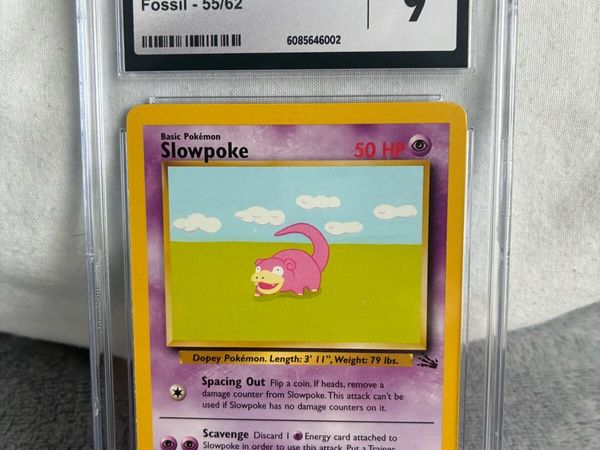 Fossil - 55/62
9
6085646002
Basic Pokémon
Slowpoke 50 HP
Dopey Pokémon. Length: 3' 11", Weight: 79 lbs.
Spacing Out Flip a coin. If heads, remove a
damage counter from Slowpoke. This attack can't be
used if Slowpoke has no damage counters on it.
Scavenge Discard 1 Energy card attached to
Slowpoke in order to use this attack. Put a Trainer